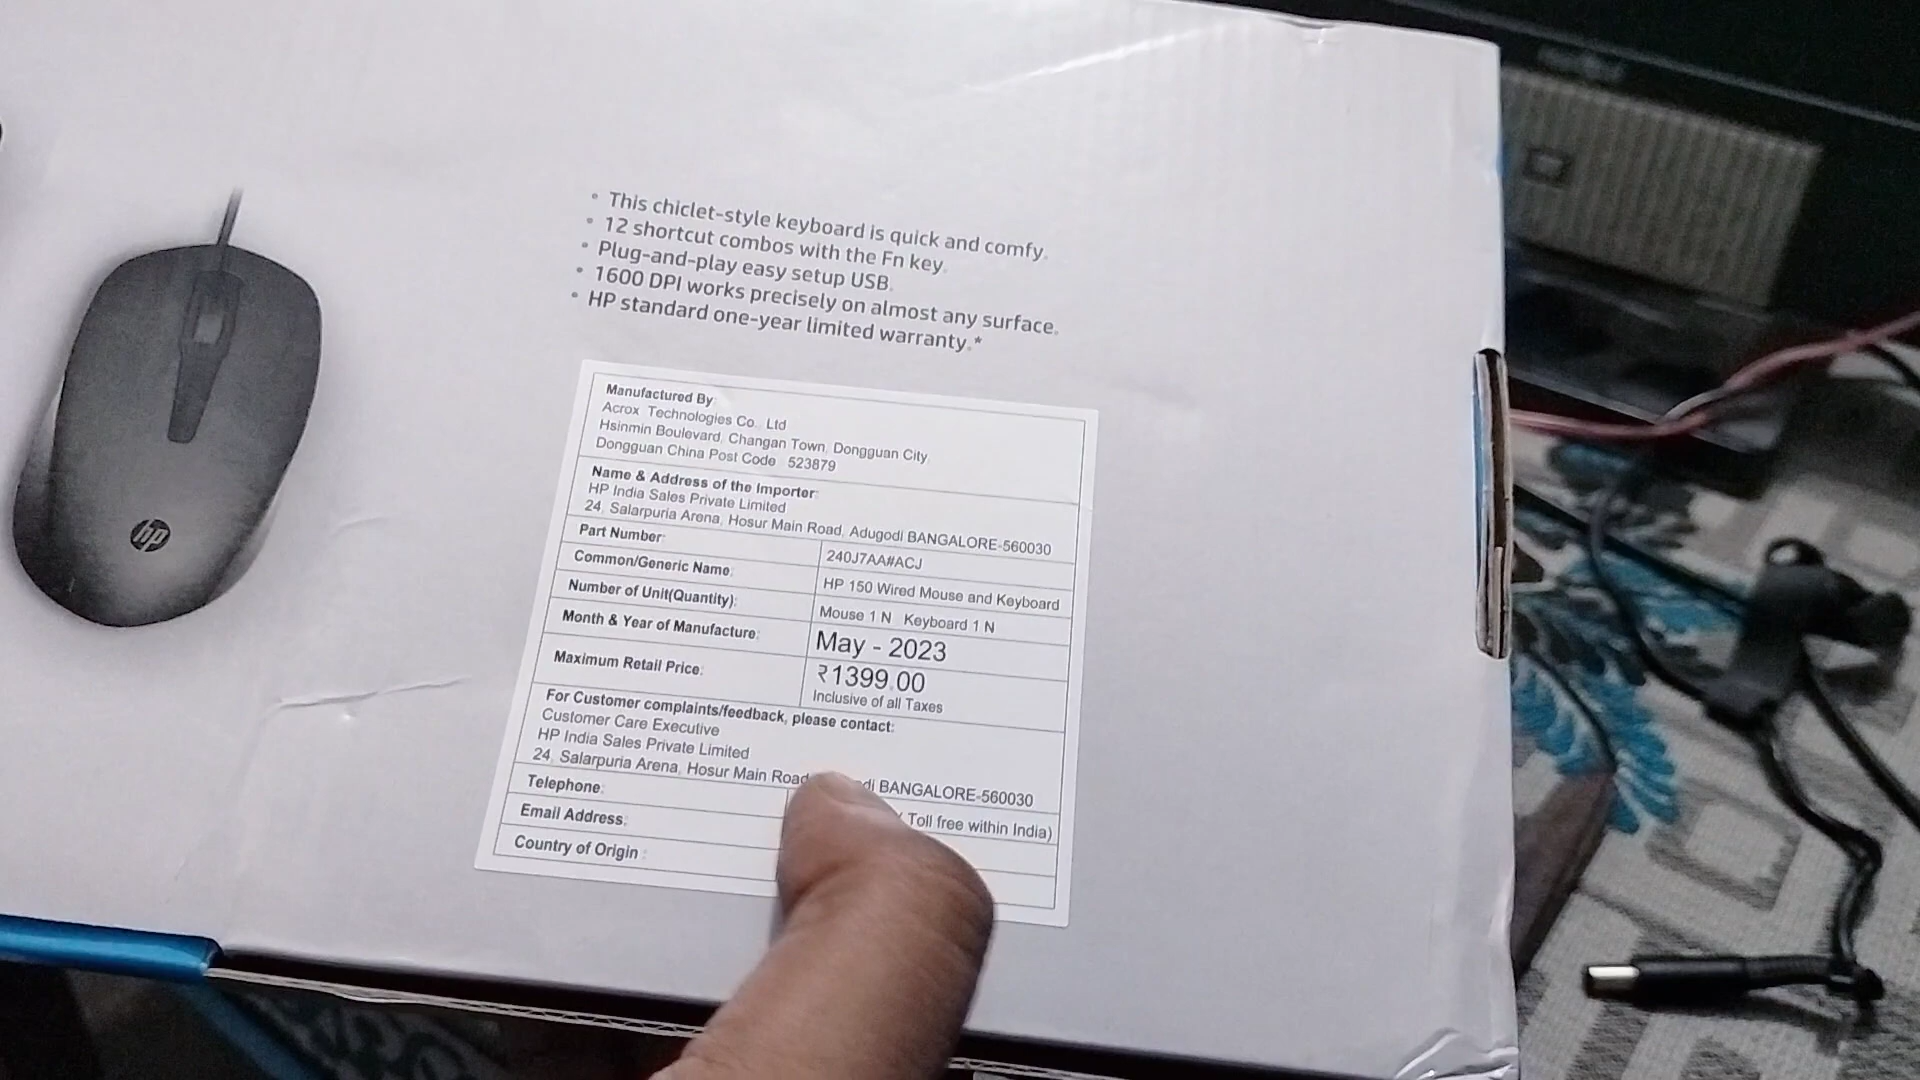 • This chiclet-style keyboard is quick and comfy.
• 12 shortcut combos with the Fn key.
• Plug-and-play easy setup USB.
• 1600 DPI works precisely on almost any surface.
• HP standard one-year limited warranty.*
hp
Manufactured By:
Acrox Technologies Co., Ltd
Hsinmin Boulevard, Changan Town, Dongguan City,
Dongguan China Post Code 523879
Name & Address of the Importer:
HP India Sales Private Limited
24, Salarpuria Arena, Hosur Main Road, Adugodi BANGALORE-560030
Part Number: 240J7AA#ACJ
Common/Generic Name: HP 150 Wired Mouse and Keyboard
Number of Unit(Quantity): Mouse 1 N Keyboard 1 N
Month & Year of Manufacture: May - 2023
Maximum Retail Price: ₹1399.00
Inclusive of all Taxes
For Customer complaints/feedback, please contact:
Customer Care Executive
HP India Sales Private Limited
24, Salarpuria Arena, Hosur Main Road BANGALORE-560030
Telephone: Toll free within India)
Email Address:
Country of Origin :